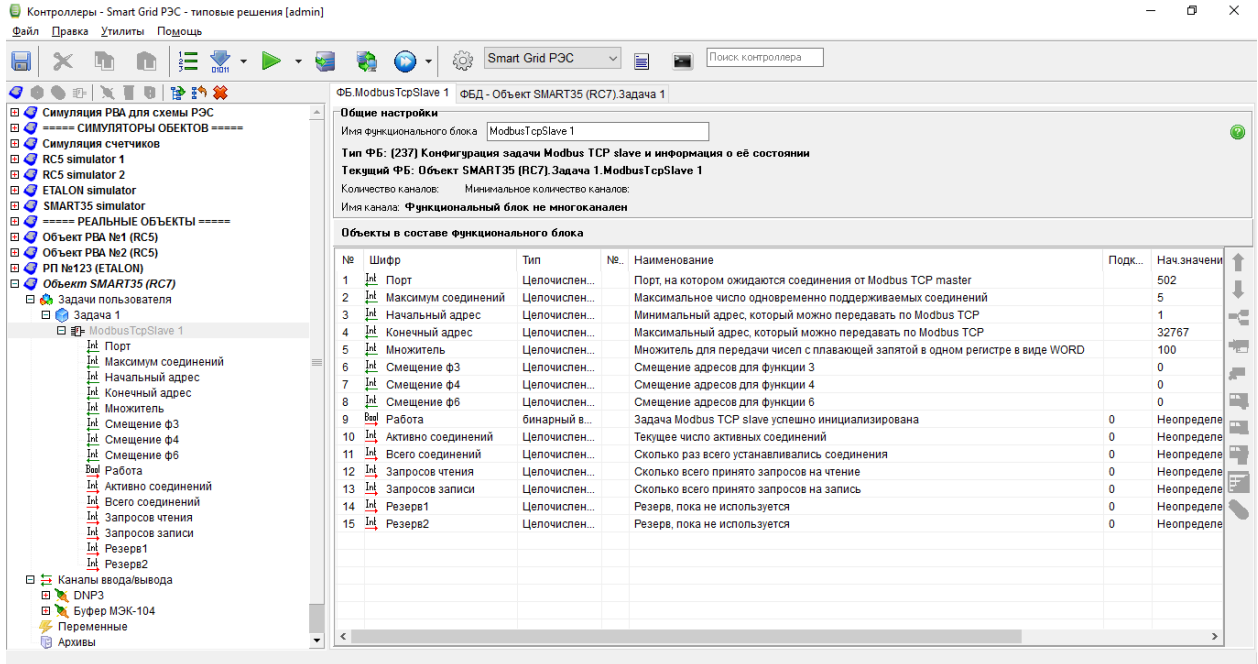 Контроллеры - Smart Grid РЭС - типовые решения [admin]
Файл Правка Утилиты Помощь
Smart Grid РЭС
Поиск контроллера
Симуляция РВА для схемы РЭС
===== СИМУЛЯТОРЫ ОБЕКТОВ =====
Симуляция счетчиков
RC5 simulator 1
RC5 simulator 2
ETALON simulator
SMART35 simulator
===== РЕАЛЬНЫЕ ОБЪЕКТЫ =====
Объект РВА №1 (RC5)
Объект РВА №2 (RC5)
РП №123 (ETALON)
Объект SMART35 (RC7)
Задачи пользователя
Задача 1
ModbusTcpSlave 1
Int Порт
Int Максимум соединений
Int Начальный адрес
Int Конечный адрес
Int Множитель
Int Смещение ф3
Int Смещение ф4
Int Смещение ф6
Bool Работа
Int Активно соединений
Int Всего соединений
Int Запросов чтения
Int Запросов записи
Int Резерв1
Int Резерв2
Каналы ввода/вывода
DNP3
Буфер МЭК-104
Переменные
Архивы
ФБ.ModbusTcpSlave 1 ФБД - Объект SMART35 (RC7).Задача 1
Общие настройки
Имя функционального блока ModbusTcpSlave 1
Тип ФБ: (237) Конфигурация задачи Modbus TCP slave и информация о её состоянии
Текущий ФБ: Объект SMART35 (RC7).Задача 1.ModbusTcpSlave 1
Количество каналов: Минимальное количество каналов:
Имя канала: Функциональный блок не многоканален
Объекты в составе функционального блока
№ Шифр Тип №.. Наименование Подк... Нач.значени
1 Int Порт Целочислен... Порт, на котором ожидаются соединения от Modbus TCP master 502
2 Int Максимум соединений Целочислен... Максимальное число одновременно поддерживаемых соединений 5
3 Int Начальный адрес Целочислен... Минимальный адрес, который можно передавать по Modbus TCP 1
4 Int Конечный адрес Целочислен... Максимальный адрес, который можно передавать по Modbus TCP 32767
5 Int Множитель Целочислен... Множитель для передачи чисел с плавающей запятой в одном регистре в виде WORD 100
6 Int Смещение ф3 Целочислен... Смещение адресов для функции 3 0
7 Int Смещение ф4 Целочислен... Смещение адресов для функции 4 0
8 Int Смещение ф6 Целочислен... Смещение адресов для функции 6 0
9 Bool Работа бинарный в... Задача Modbus TCP slave успешно инициализирована 0 Неопределе
10 Int Активно соединений Целочислен... Текущее число активных соединений 0 Неопределе
11 Int Всего соединений Целочислен... Сколько раз всего устанавливались соединения 0 Неопределе
12 Int Запросов чтения Целочислен... Сколько всего принято запросов на чтение 0 Неопределе
13 Int Запросов записи Целочислен... Сколько всего принято запросов на запись 0 Неопределе
14 Int Резерв1 Целочислен... Резерв, пока не используется 0 Неопределе
15 Int Резерв2 Целочислен... Резерв, пока не используется 0 Неопределе